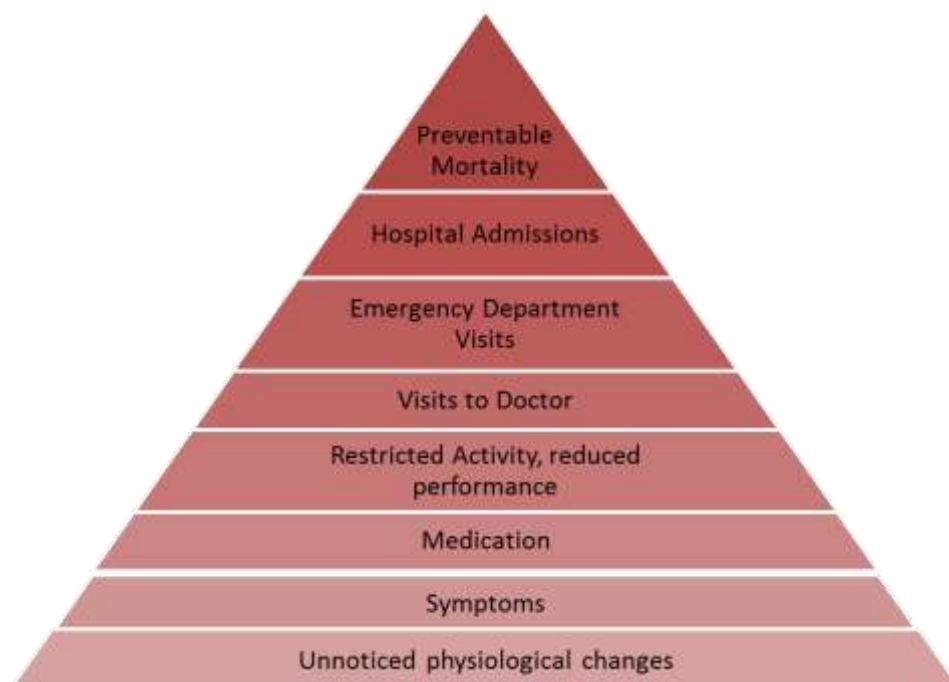 Preventable
Mortality
Hospital Admissions
Emergency Department
Visits
Visits to Doctor
Restricted Activity, reduced
performance
Medication
Symptoms
Unnoticed physiological changes